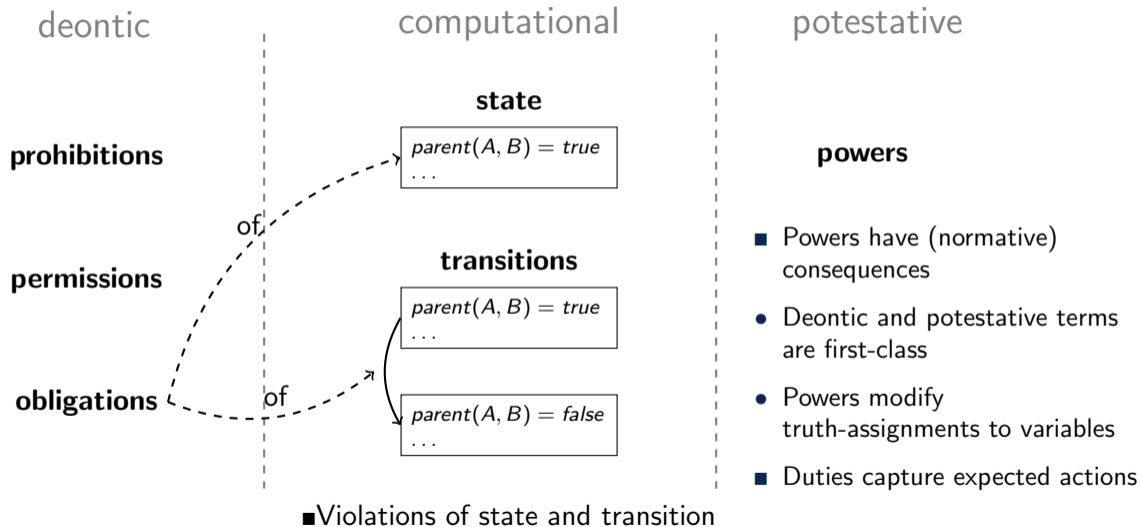 deontic
computational
potestative
prohibitions
permissions
obligations
of
of
state
parent(A, B) = true
. . .
transitions
parent(A, B) = true
. . .
parent(A, B) = false
. . .
■Violations of state and transition
powers
■ Powers have (normative)
consequences
• Deontic and potestative terms
are first-class
• Powers modify
truth-assignments to variables
■ Duties capture expected actions